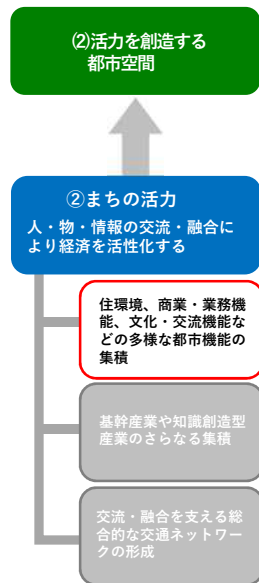 ⑵活力を創造する
都市空間
②まちの活力
人・物・情報の交流・融合に
より経済を活性化する
住環境、商業・業務機
能、文化・交流機能な
どの多様な都市機能の
集積
基幹産業や知識創造型
産業のさらなる集積
交流・融合を支える総
合的な交通ネットワー
クの形成